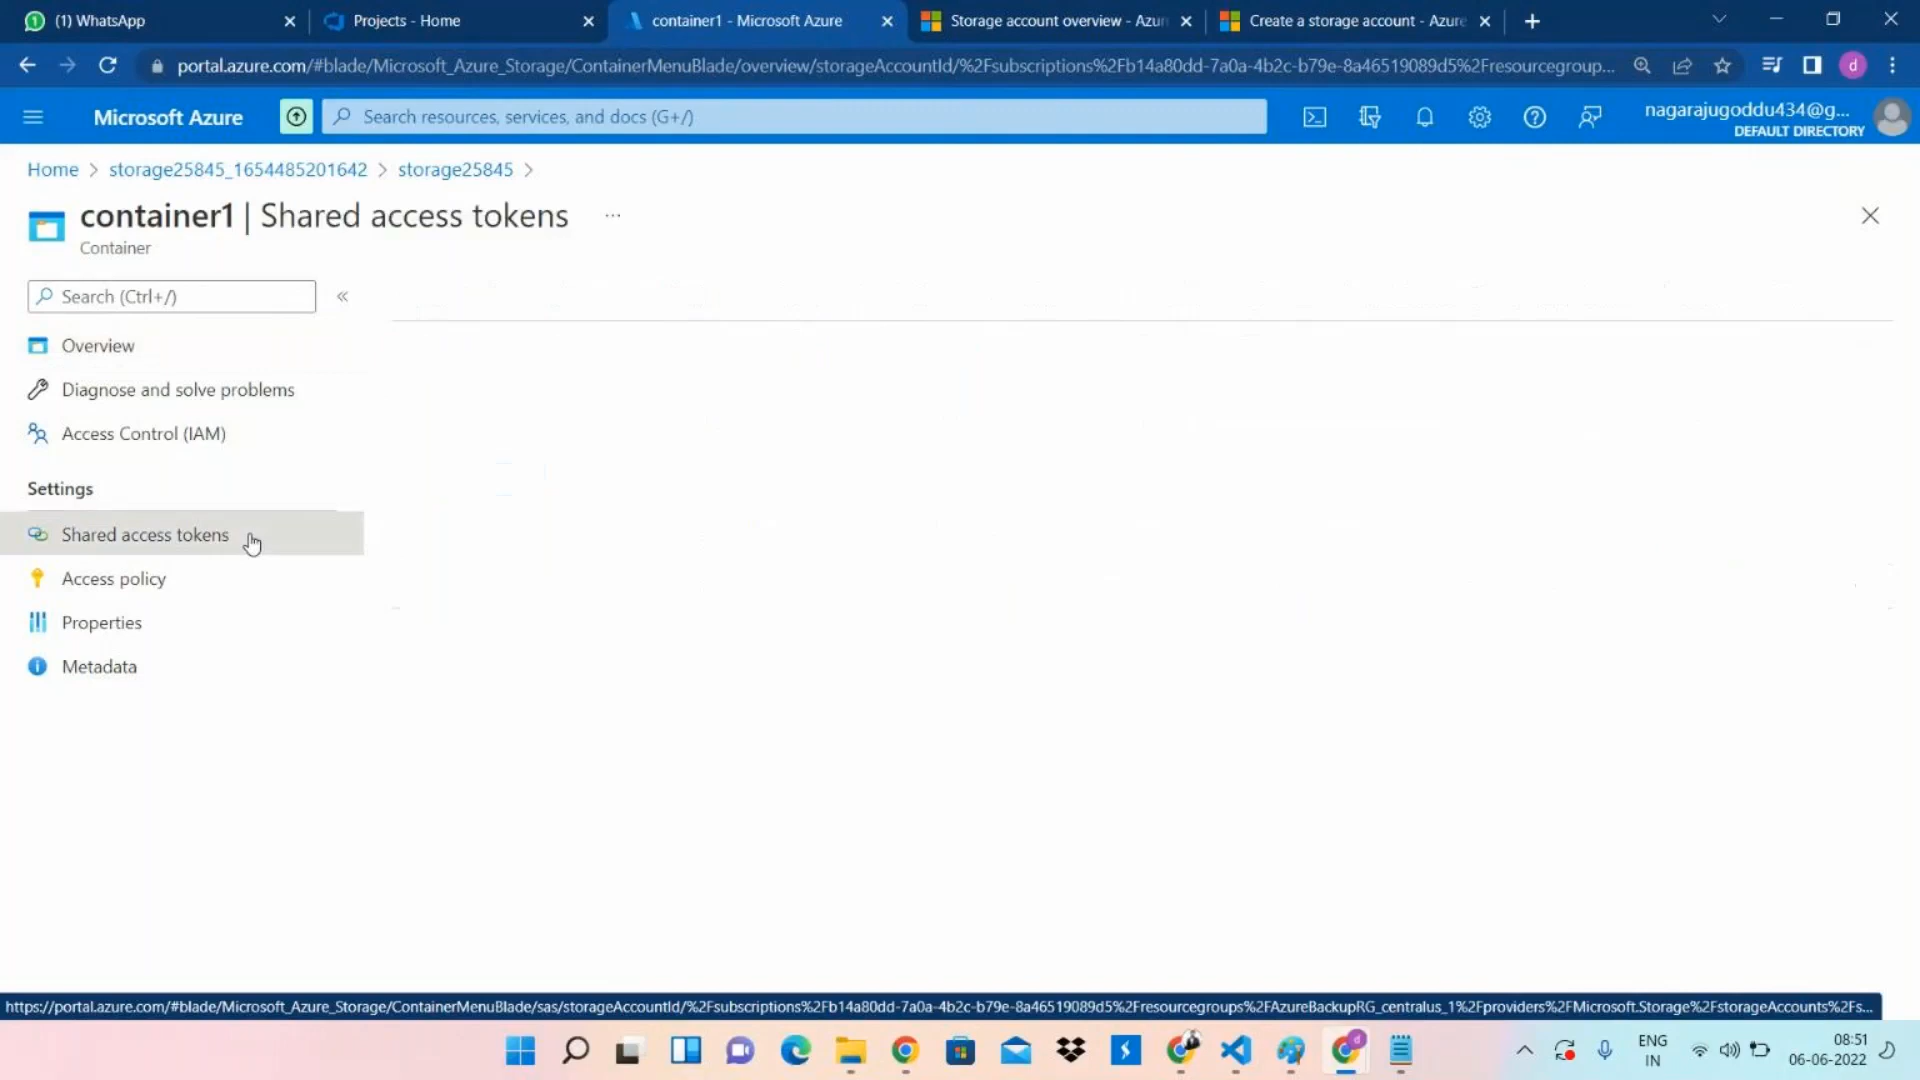 (1) WhatsApp
Projects - Home
container1 - Microsoft Azure
Storage account overview - Azur
Create a storage account - Azure
portal.azure.com/#blade/Microsoft_Azure_Storage/ContainerMenuBlade/overview/storageAccountId/%2Fsubscriptions%2Fb14a80dd-7a0a-4b2c-b79e-8a46519089d5%2Fresourcegroup...
d
Microsoft Azure
Search resources, services, and docs (G+/)
nagarajugoddu434@g...
DEFAULT DIRECTORY
Home > storage25845_1654485201642 > storage25845 >
container1 | Shared access tokens ...
Container
Search (Ctrl+/)
Overview
Diagnose and solve problems
Access Control (IAM)
Settings
Shared access tokens
Access policy
Properties
Metadata
https://portal.azure.com/#blade/Microsoft_Azure_Storage/ContainerMenuBlade/sas/storageAccountId/%2Fsubscriptions%2Fb14a80dd-7a0a-4b2c-b79e-8a46519089d5%2Fresourcegroups%2FAzureBackupRG_centralus_1%2Fproviders%2FMicrosoft.Storage%2FstorageAccounts%2Fs...
ENG
IN
08:51
06-06-2022